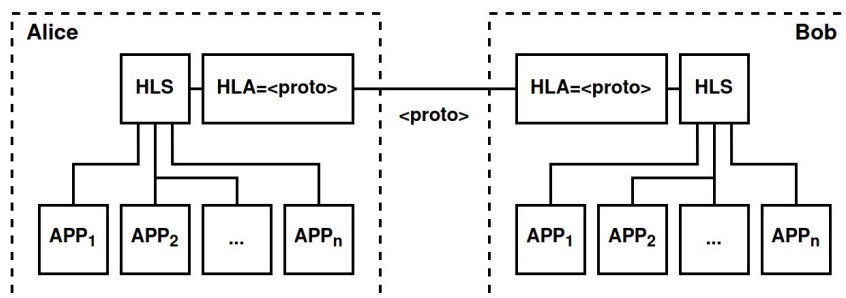 Alice
Bob
HLS
HLA=<proto>
<proto>
HLA=<proto>
HLS
APP₁
APP₂
...
APPₙ
APP₁
APP₂
...
APPₙ